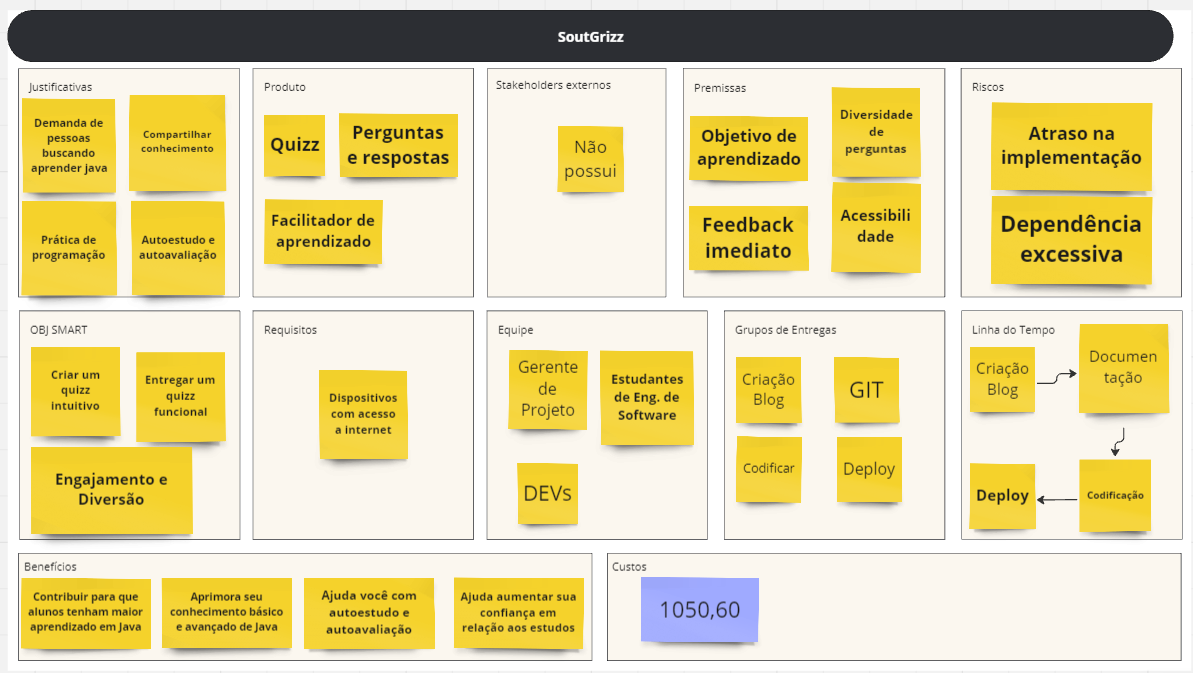 SoutGrizz
Justificativas
Demanda de
pessoas
buscando
aprender java
Compartilhar
conhecimento
Prática de
programação
Autoestudo e
autoavaliação
Produto
Quizz
Perguntas
e respostas
Facilitador de
aprendizado
Stakeholders externos
Não
possui
Premissas
Objetivo de
aprendizado
Diversidade
de
perguntas
Feedback
imediato
Acessibili
dade
Riscos
Atraso na
implementação
Dependência
excessiva
OBJ SMART
Criar um
quizz
intuitivo
Entregar um
quizz
funcional
Engajamento e
Diversão
Requisitos
Dispositivos
com acesso
a internet
Equipe
Gerente
de
Projeto
Estudantes
de Eng. de
Software
DEVs
Grupos de Entregas
Criação
Blog
GIT
Codificar
Deploy
Linha do Tempo
Criação
Blog
Documen
tação
Deploy
Codificação
Benefícios
Contribuir para que
alunos tenham maior
aprendizado em Java
Aprimora seu
conhecimento básico
e avançado de Java
Ajuda você com
autoestudo e
autoavaliação
Ajuda aumentar sua
confiança em
relação aos estudos
Custos
1050,60